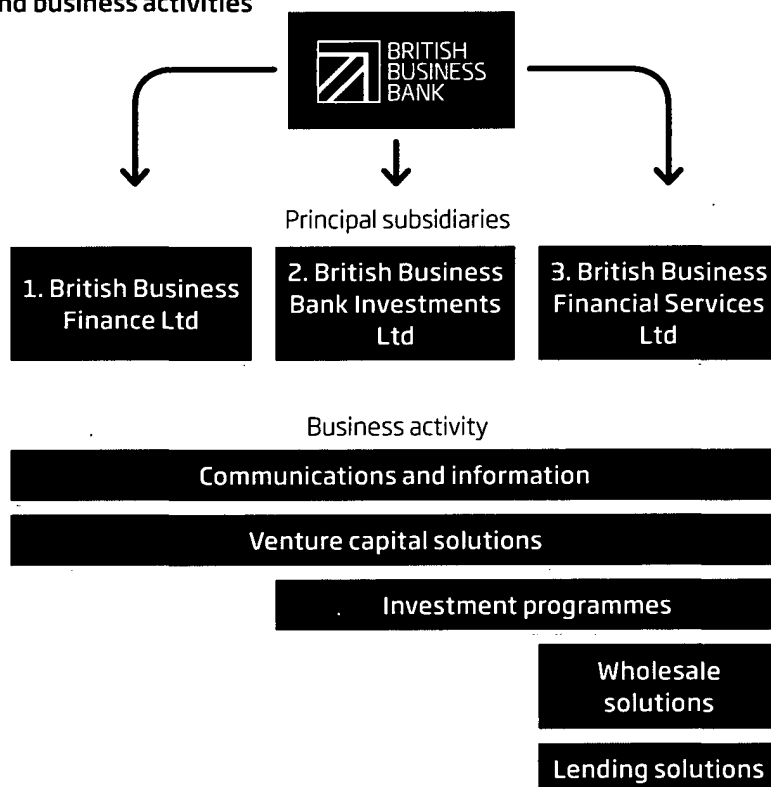 nd business activities
BRITISH
BUSINESS
BANK
Principal subsidiaries
1. British Business
Finance Ltd
2. British Business
Bank Investments
Ltd
3. British Business
Financial Services
Ltd
Business activity
Communications and information
Venture capital solutions
Investment programmes
Wholesale
solutions
Lending solutions